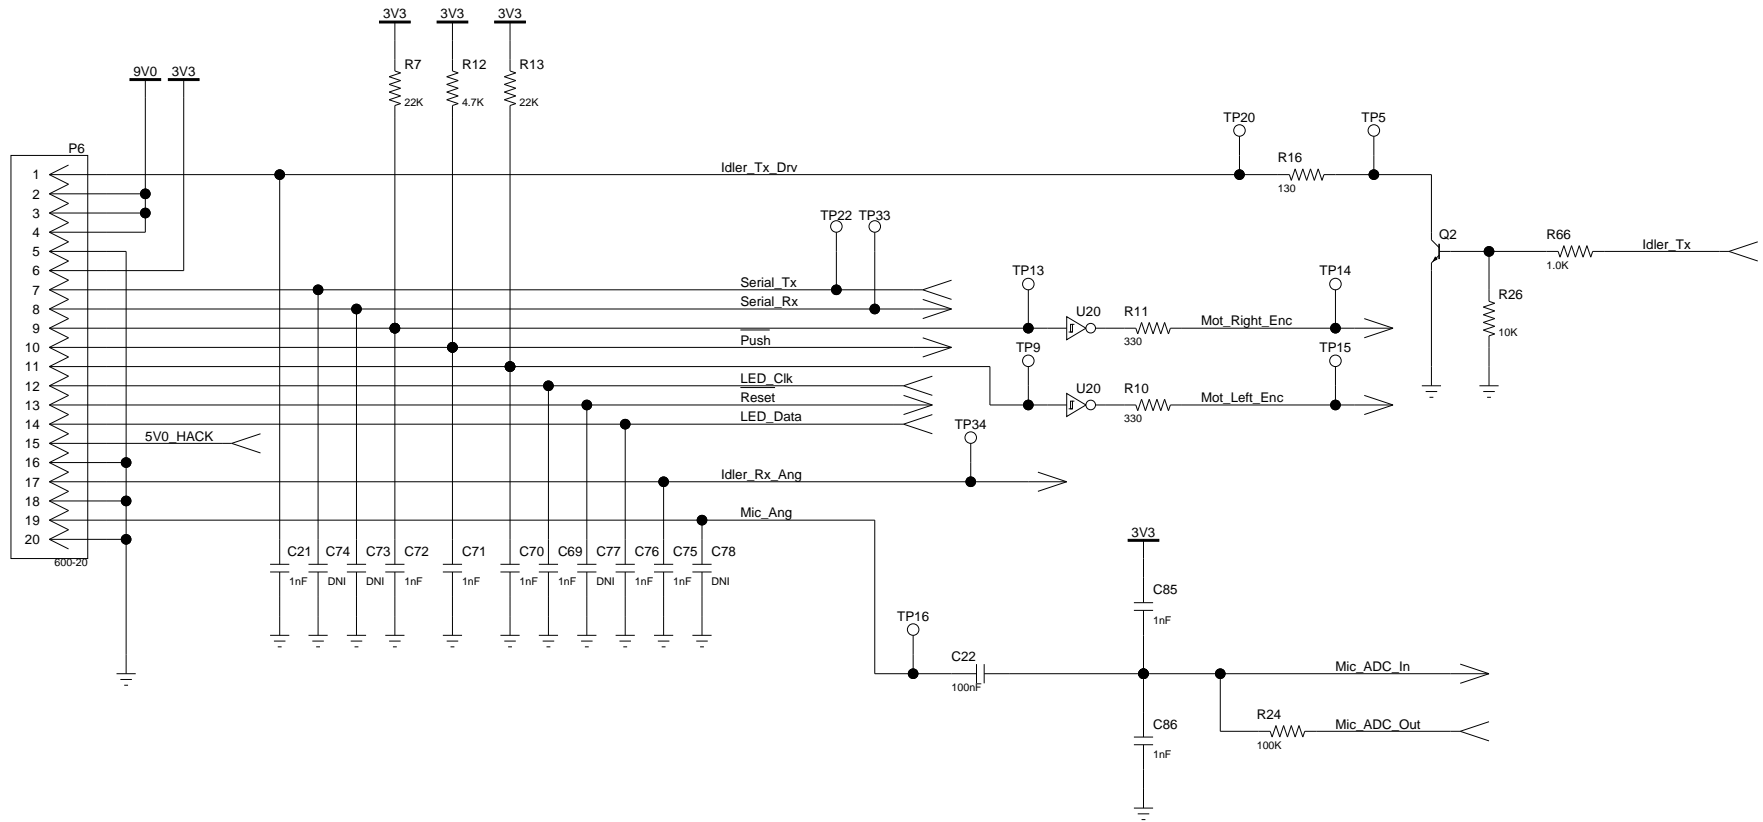 3V3 3V3 3V3
R7 R12 R13
22K 4.7K 22K
9V0 3V3
P6
TP20 TP5
R16
130
1 Idler_Tx_Drv
2
3
4
5
6
TP22 TP33
Q2
R66
1.0K
Idler_Tx
R26
10K
7 Serial_Tx
8 Serial_Rx
9
10 Push
11
12 LED_Clk
13 Reset
14 LED_Data
15 5V0_HACK
16
17 Idler_Rx_Ang
18
19 Mic_Ang
20
600-20
TP13 TP14
U20 R11 Mot_Right_Enc
330
TP9 TP15
U20 R10 Mot_Left_Enc
330
TP34
C21 C74 C73 C72 C71 C70 C69 C77 C76 C75 C78
1nF DNI DNI 1nF 1nF 1nF 1nF DNI 1nF 1nF DNI
3V3
C85
1nF
TP16
C22
100nF
Mic_ADC_In
C86
1nF
R24
100K
Mic_ADC_Out